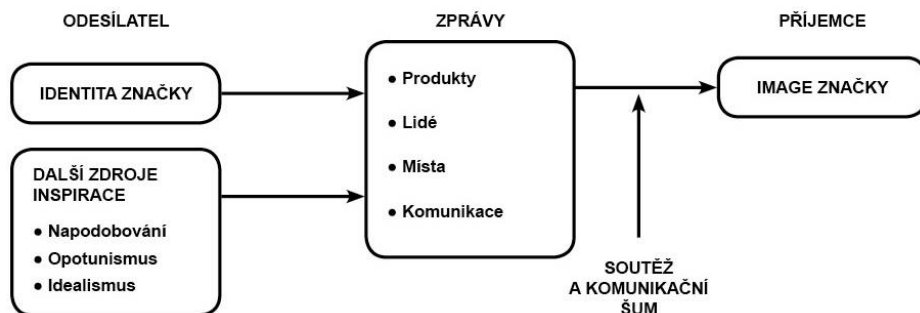 ODESÍLATEL
ZPRÁVY
PŘÍJEMCE
IDENTITA ZNAČKY
● Produkty
● Lidé
● Místa
● Komunikace
IMAGE ZNAČKY
DALŠÍ ZDROJE
INSPIRACE
● Napodobování
● Opotunismus
● Idealismus
SOUTĚŽ
A KOMUNIKAČNÍ
ŠUM